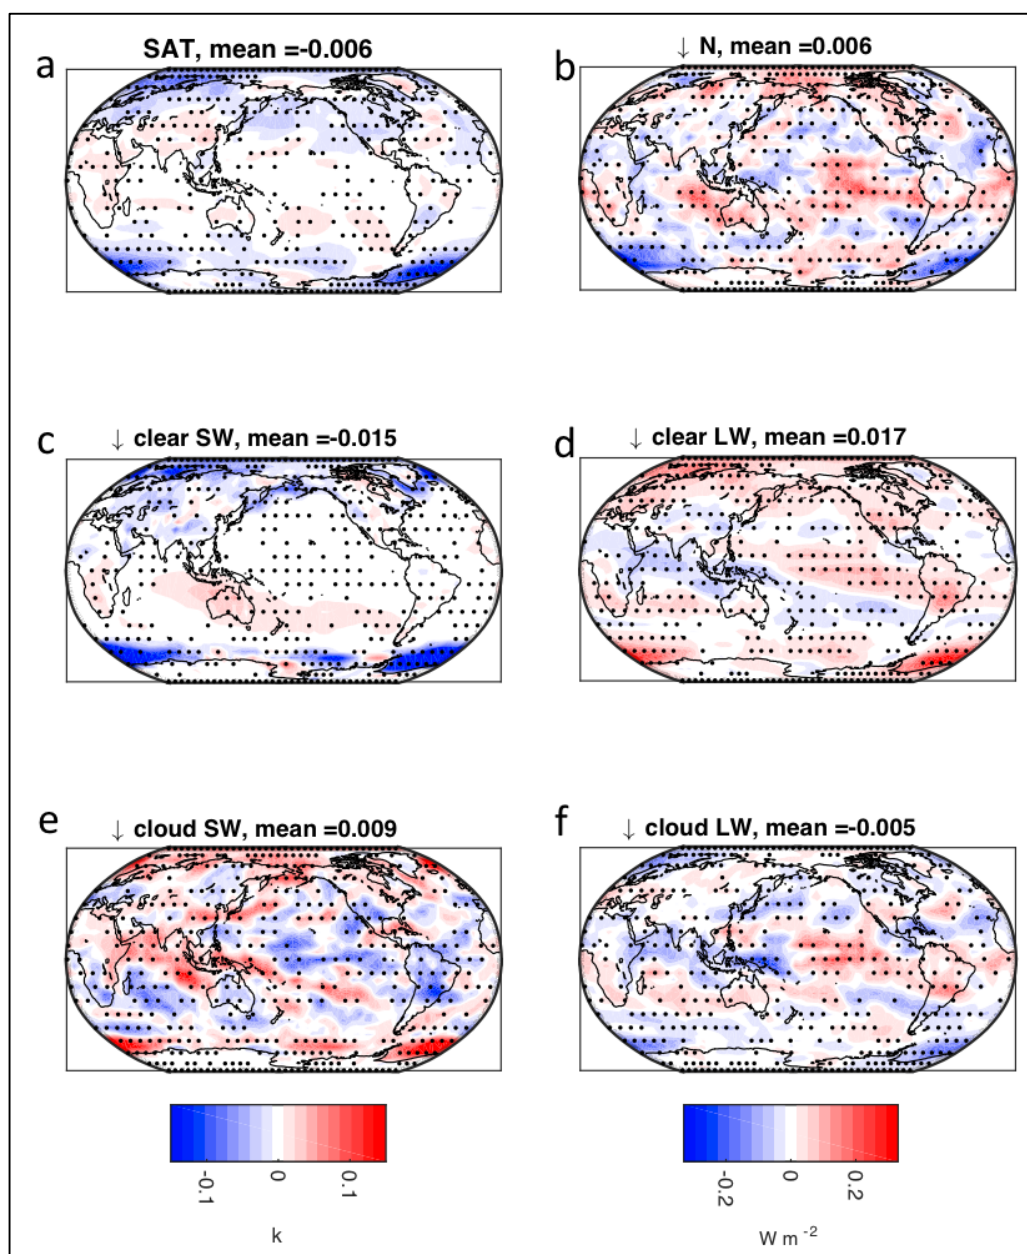 a SAT, mean =-0.006
b ↓ N, mean =0.006
c ↓ clear SW, mean =-0.015
d ↓ clear LW, mean =0.017
e ↓ cloud SW, mean =0.009
f ↓ cloud LW, mean =-0.005
-0.1 0 0.1
k
-0.2 0 0.2
W m⁻²